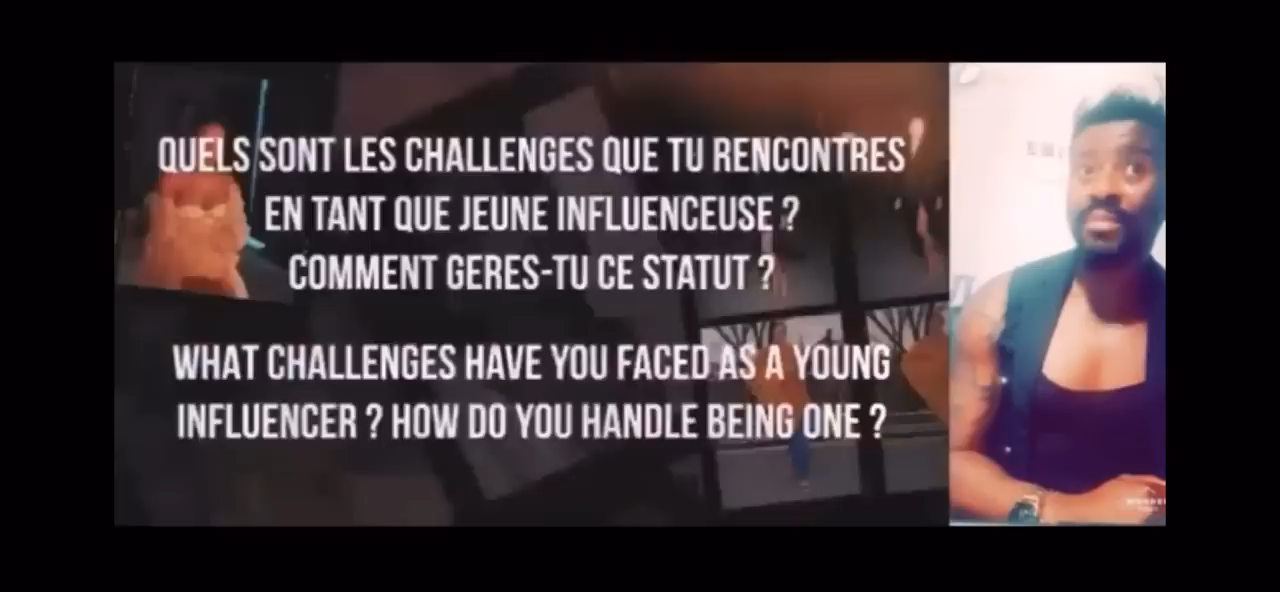 QUELS SONT LES CHALLENGES QUE TU RENCONTRES
EN TANT QUE JEUNE INFLUENCEUSE ?
COMMENT GERES-TU CE STATUT ?
WHAT CHALLENGES HAVE YOU FACED AS A YOUNG
INFLUENCER ? HOW DO YOU HANDLE BEING ONE ?